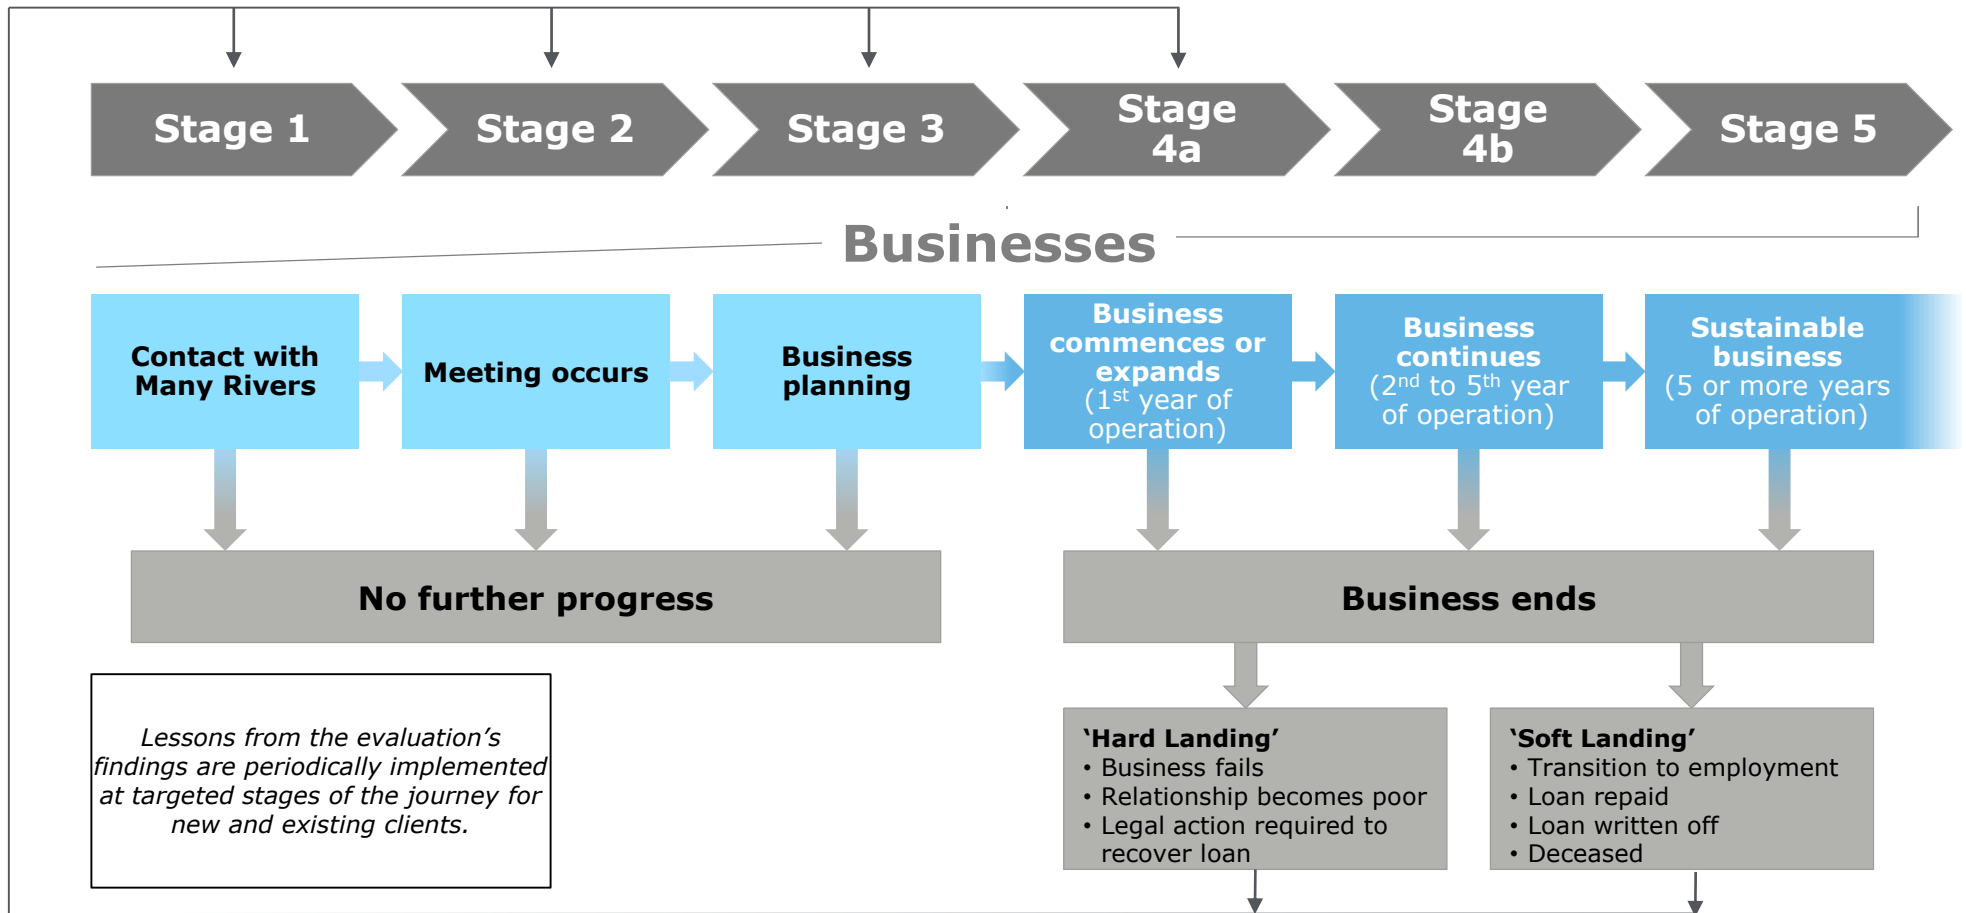 Stage 1
Stage 2
Stage 3
Stage
4a
Stage
4b
Stage 5
Businesses
Contact with
Many Rivers
Meeting occurs
Business
planning
Business
commences or
expands
(1st year of
operation)
Business
continues
(2nd to 5th year
of operation)
Sustainable
business
(5 or more years
of operation)
No further progress
Business ends
Lessons from the evaluation’s
findings are periodically implemented
at targeted stages of the journey for
new and existing clients.
‘Hard Landing’
• Business fails
• Relationship becomes poor
• Legal action required to
recover loan
‘Soft Landing’
• Transition to employment
• Loan repaid
• Loan written off
• Deceased